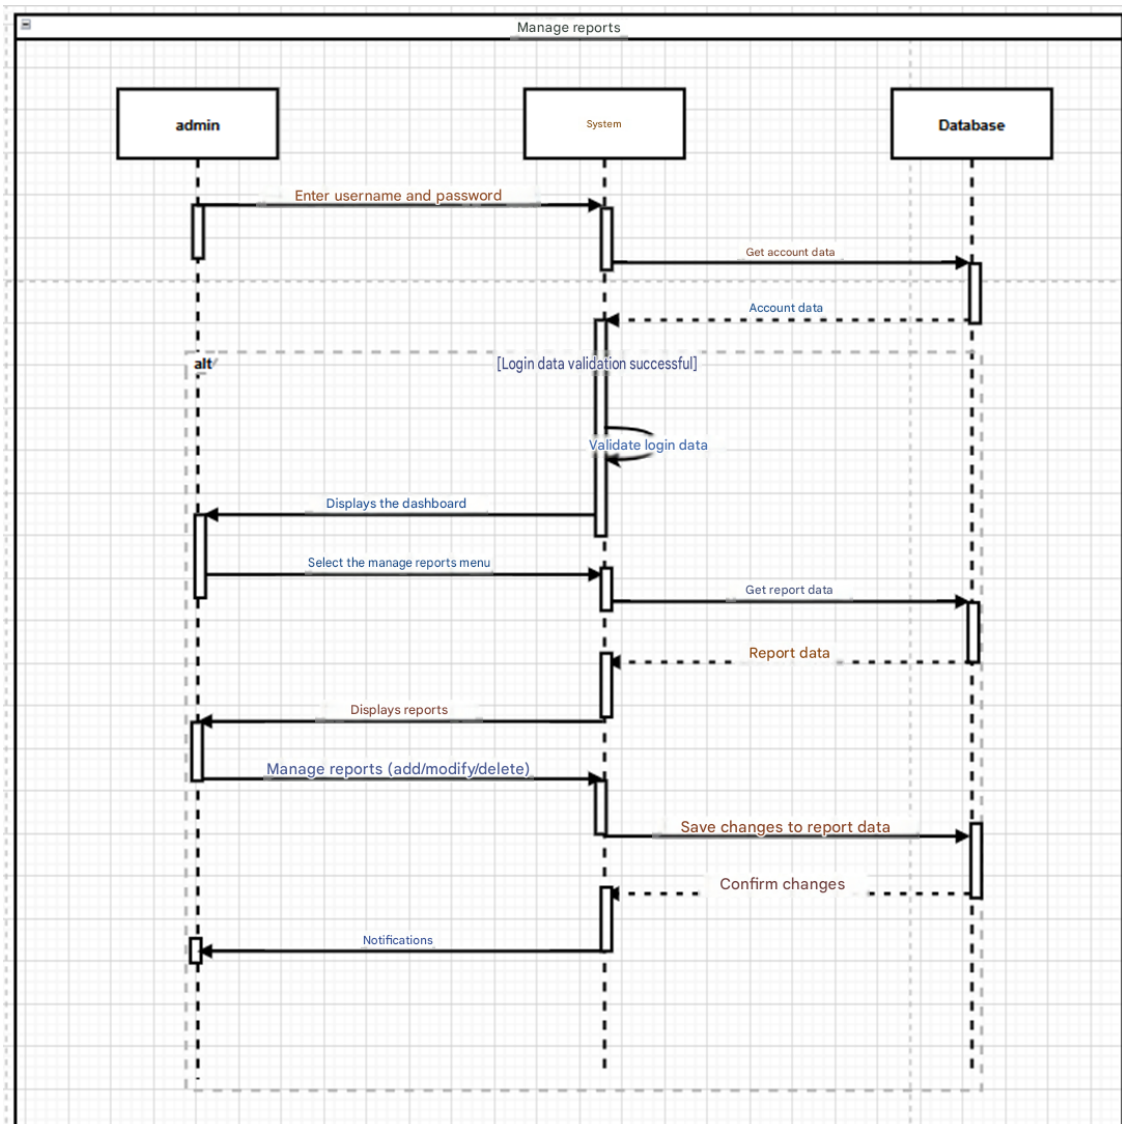 Manage reports
admin
System
Database
Enter username and password
Get account data
Account data
alt
[Login data validation successful]
Validate login data
Displays the dashboard
Select the manage reports menu
Get report data
Report data
Displays reports
Manage reports (add/modify/delete)
Save changes to report data
Confirm changes
Notifications